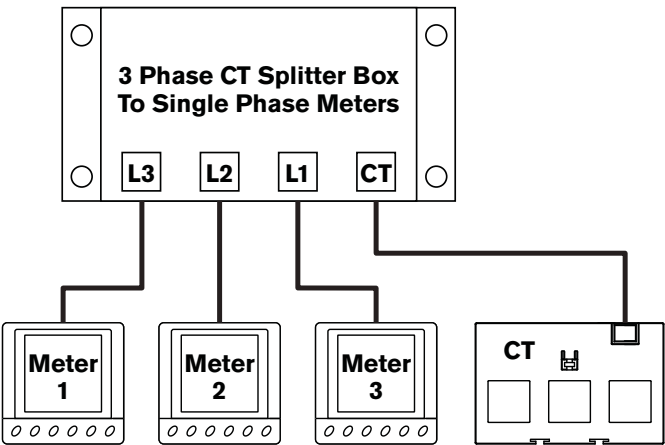 3 Phase CT Splitter Box
To Single Phase Meters
L3 L2 L1 CT
Meter
1
Meter
2
Meter
3
CT